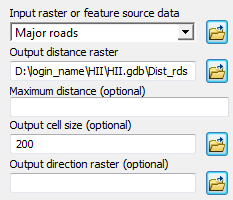 Input raster or feature source data
Major roads
Output distance raster
D:\login_name\HII\HII.gdb\Dist_rds
Maximum distance (optional)
Output cell size (optional)
200
Output direction raster (optional)